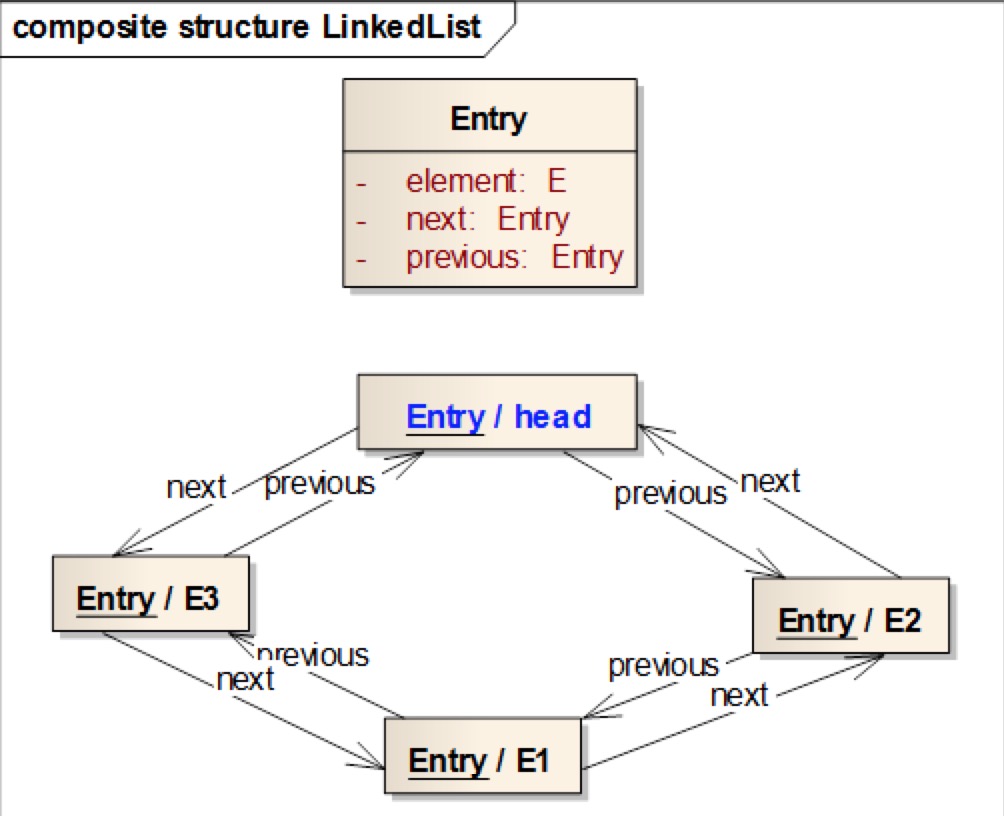 composite structure LinkedList
Entry
- element: E
- next: Entry
- previous: Entry
Entry / head
next
previous
previous
next
Entry / E3
Entry / E2
previous
next
previous
next
Entry / E1